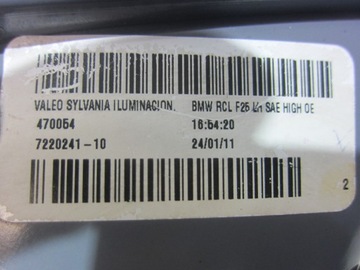 VALEO SYLVANIA ILUMINACION. BMW RCL F25 SAE HIGH OE
470054 16:54:20
7220241-10 24/01/11
2